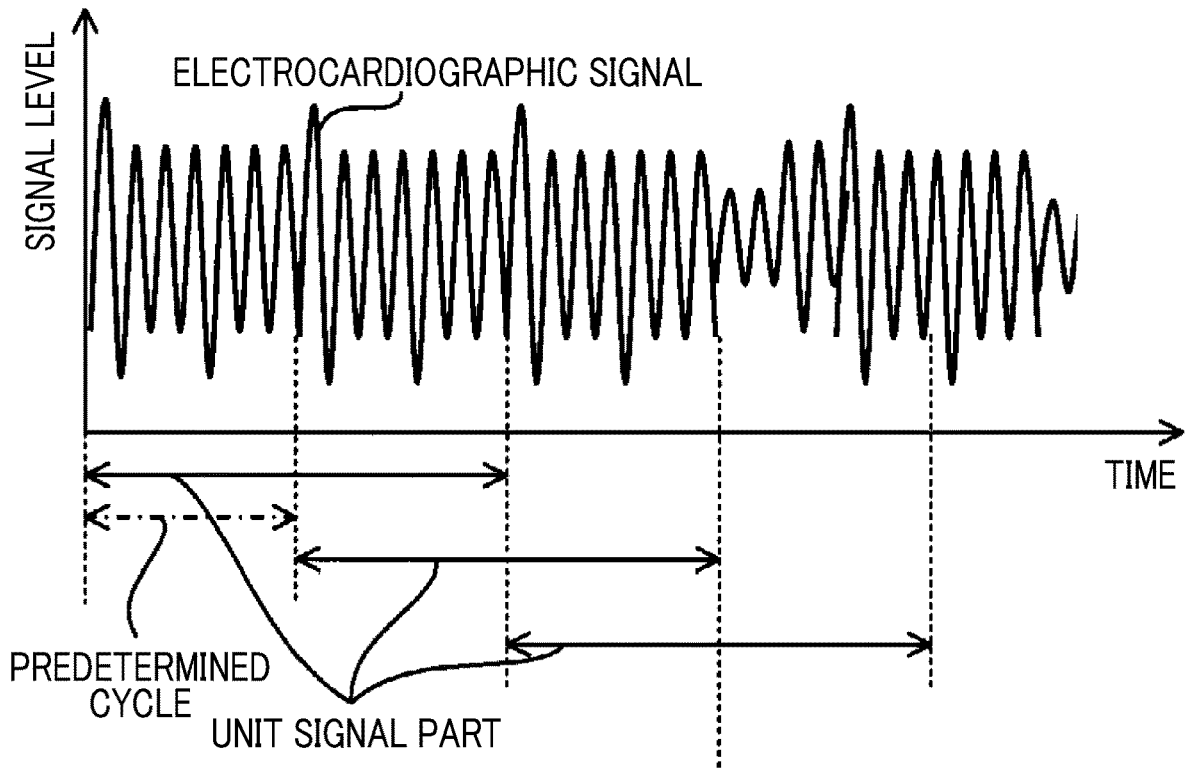 SIGNAL LEVEL
ELECTROCARDIOGRAPHIC SIGNAL
TIME
PREDETERMINED
CYCLE
UNIT SIGNAL PART